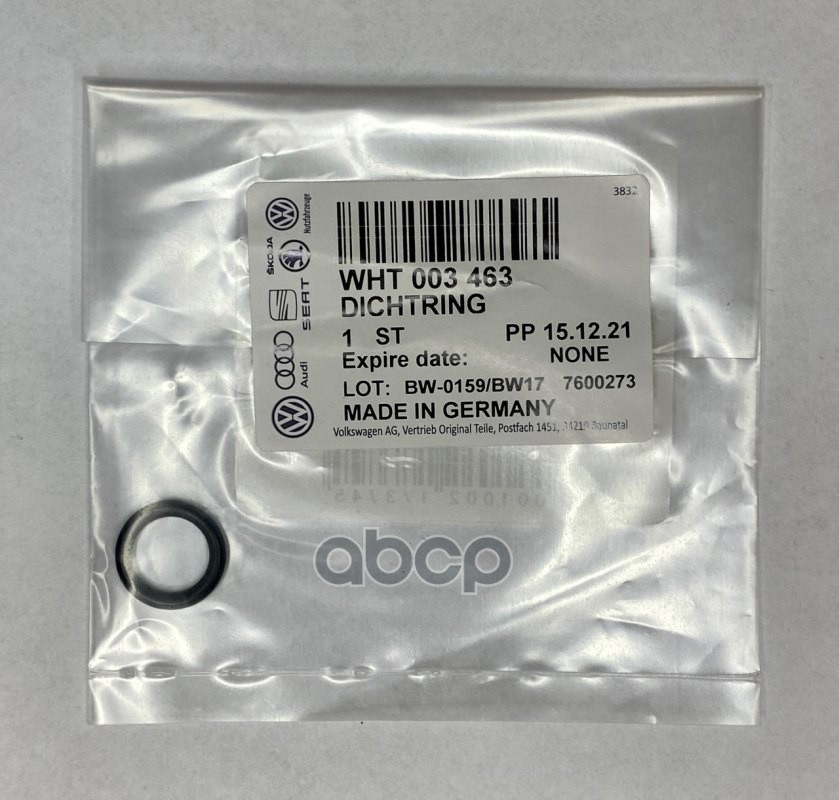 3832
Nutzfahrzeuge
ŠKODA
SEAT
Audi
WHT 003 463
DICHTRING
1 ST PP 15.12.21
Expire date: NONE
LOT: BW-0159/BW17 7600273
MADE IN GERMANY
Volkswagen AG, Vertrieb Original Teile, Postfach 1451, 34219 Baunatal
abcp